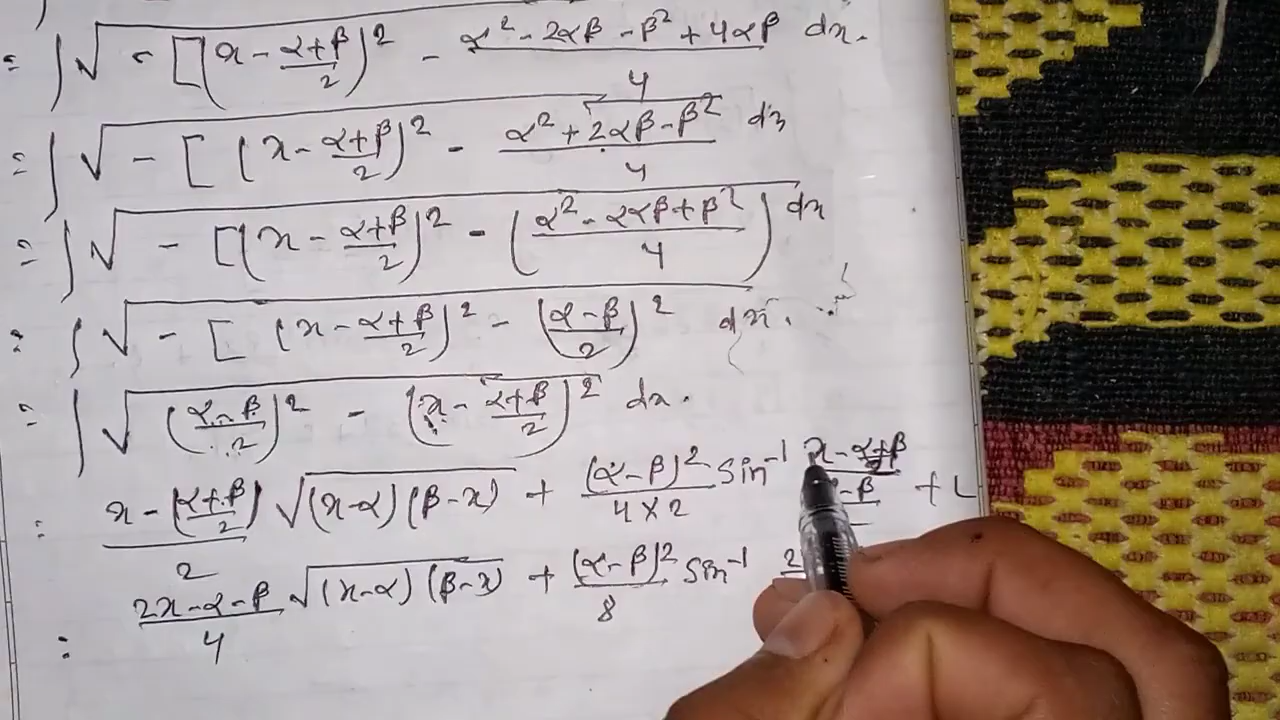 = ∫√-[(x - α+β/2)² - α² - 2αβ - β² + 4αβ/4 dx.
= ∫√-[(x - α+β/2)² - α² + 2αβ - β²/4 dx
= ∫√-[(x - α+β/2)² - (α² - 2αβ + β²/4) dx
= ∫√-[(x - α+β/2)² - (α-β/2)² dx.
= ∫√(α-β/2)² - (x - α+β/2)² dx.
= x - (α+β/2)/2 √(x-α)(β-x) + (α-β)²/4×2 sin⁻¹ x - α+β
= 2x-α-β/4 √(x-α)(β-x) + (α-β)²/8 sin⁻¹ 2